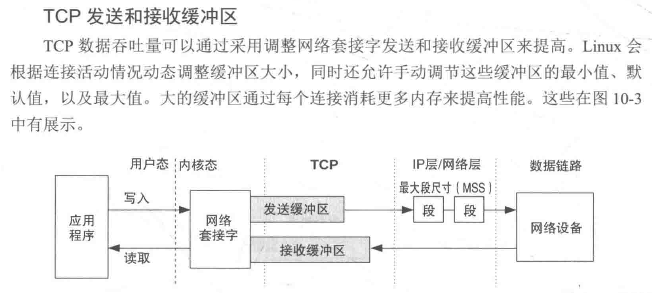 TCP 发送和接收缓冲区
TCP 数据吞吐量可以通过采用调整网络套接字发送和接收缓冲区来提高。Linux 会
根据连接活动情况动态调整缓冲区大小，同时还允许手动调节这些缓冲区的最小值、默
认值，以及最大值。大的缓冲区通过每个连接消耗更多内存来提高性能。这些在图 10-3
中有展示。
用户态 内核态 TCP IP层/网络层 数据链路
最大段尺寸（MSS）
写入
应用
程序
网络
套接字
发送缓冲区
段 段
网络设备
接收缓冲区
读取